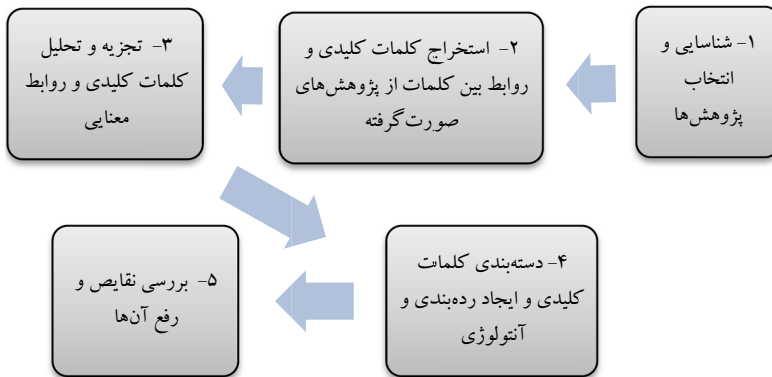 ۱- شناسایی و
انتخاب
پژوهش‌ها
۲- استخراج کلمات کلیدی و
روابط بین کلمات از پژوهش‌های
صورت‌گرفته
۳- تجزیه و تحلیل
کلمات کلیدی و روابط
معنایی
۴- دسته‌بندی کلمات
کلیدی و ایجاد رده‌بندی و
آنتولوژی
۵- بررسی نقایص و
رفع آن‌ها